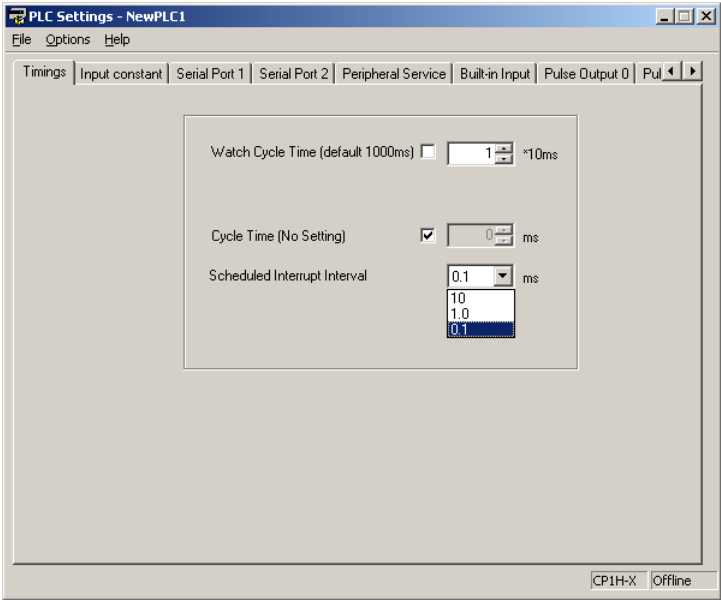 PLC Settings - NewPLC1
File Options Help
Timings Input constant Serial Port 1 Serial Port 2 Peripheral Service Built-in Input Pulse Output 0 Pul
Watch Cycle Time (default 1000ms) 1 *10ms
Cycle Time (No Setting) 0 ms
Scheduled Interrupt Interval 0.1 ms
10
1.0
0.1
CP1H-X Offline